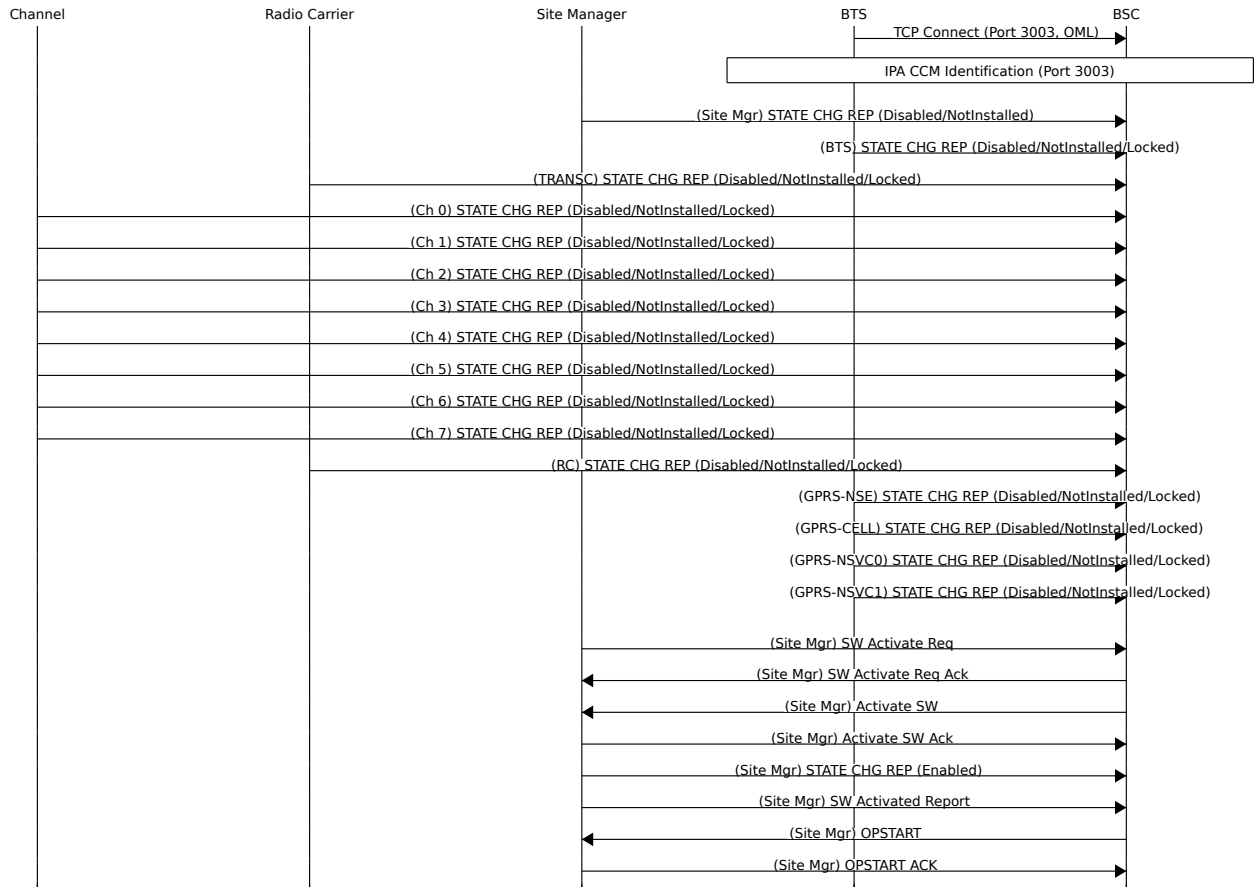 Channel Radio Carrier Site Manager BTS BSC
TCP Connect (Port 3003, OML)
IPA CCM Identification (Port 3003)
(Site Mgr) STATE CHG REP (Disabled/NotInstalled)
(BTS) STATE CHG REP (Disabled/NotInstalled/Locked)
(TRANSC) STATE CHG REP (Disabled/NotInstalled/Locked)
(Ch 0) STATE CHG REP (Disabled/NotInstalled/Locked)
(Ch 1) STATE CHG REP (Disabled/NotInstalled/Locked)
(Ch 2) STATE CHG REP (Disabled/NotInstalled/Locked)
(Ch 3) STATE CHG REP (Disabled/NotInstalled/Locked)
(Ch 4) STATE CHG REP (Disabled/NotInstalled/Locked)
(Ch 5) STATE CHG REP (Disabled/NotInstalled/Locked)
(Ch 6) STATE CHG REP (Disabled/NotInstalled/Locked)
(Ch 7) STATE CHG REP (Disabled/NotInstalled/Locked)
(RC) STATE CHG REP (Disabled/NotInstalled/Locked)
(GPRS-NSE) STATE CHG REP (Disabled/NotInstalled/Locked)
(GPRS-CELL) STATE CHG REP (Disabled/NotInstalled/Locked)
(GPRS-NSVC0) STATE CHG REP (Disabled/NotInstalled/Locked)
(GPRS-NSVC1) STATE CHG REP (Disabled/NotInstalled/Locked)
(Site Mgr) SW Activate Req
(Site Mgr) SW Activate Req Ack
(Site Mgr) Activate SW
(Site Mgr) Activate SW Ack
(Site Mgr) STATE CHG REP (Enabled)
(Site Mgr) SW Activated Report
(Site Mgr) OPSTART
(Site Mgr) OPSTART ACK